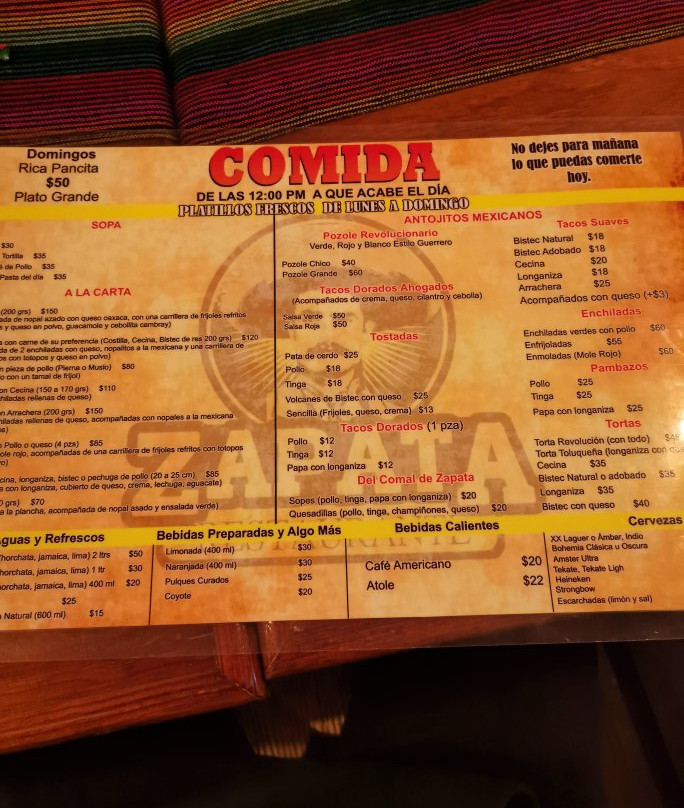 Domingos
Rica Pancita
$50
Plato Grande
COMIDA
DE LAS 12:00 PM A QUE ACABE EL DÍA
PLATILLOS FRESCOS DE LUNES A DOMINGO
No dejes para mañana
lo que puedas comerte
hoy.
SOPA
$30
Tortilla $35
de Pollo $35
Pasta del día $35
A LA CARTA
(200 grs) $150
de nopal azado con queso oaxaca, con una carrillera de frijoles refritos
y queso en polvo, guacamole y cebollita cambray)
con carne de su preferencia (Costilla, Cecina, Bistec de res 200 grs) $120
de 2 enchiladas con queso, nopalitos a la mexicana y una carrillera de
con totopos y queso en polvo)
pieza de pollo (Pierna o Muslo) $80
con un tamal de frijol)
Cecina (150 a 170 grs) $110
rellenas de queso)
Arrachera (200 grs) $150
rellenas de queso, acompañadas con nopales a la mexicana
Pollo o queso (4 pza) $85
rojo, acompañadas de una carrillera de frijoles refritos con totopos
longaniza, bistec o pechuga de pollo (20 a 25 cm) $85
con longaniza, cubierto de queso, crema, lechuga, aguacate)
grs) $70
a la plancha, acompañada de nopal asado y ensalada verde)
ANTOJITOS MEXICANOS
Pozole Revolucionario
Verde, Rojo y Blanco Estilo Guerrero
Pozole Chico $40
Pozole Grande $60
Tacos Dorados Ahogados
(Acompañados de crema, queso, cilantro y cebolla)
Salsa Verde $50
Salsa Roja $50
Tostadas
Pata de cerdo $25
Pollo $18
Tinga $18
Volcanes de Bistec con queso $25
Sencilla (Frijoles, queso, crema) $13
Tacos Dorados (1 pza)
Pollo $12
Tinga $12
Papa con longaniza $12
Del Comal de Zapata
Sopes (pollo, tinga, papa con longaniza) $20
Quesadillas (pollo, tinga, champiñones, queso) $20
Tacos Suaves
Bistec Natural $18
Bistec Adobado $18
Cecina $20
Longaniza $18
Arrachera $25
Acompañados con queso (+$3)
Enchiladas
Enchiladas verdes con pollo $60
Enfrijoladas $55
Enmoladas (Mole Rojo) $60
Pambazos
Pollo $25
Tinga $25
Papa con longaniza $25
Tortas
Torta Revolución (con todo)
Torta Toluqueña (longaniza con
Cecina $35
Bistec Natural o adobado $35
Longaniza $35
Bistec con queso $40
ZAPATA
RESTAURANTE
Aguas y Refrescos
horchata, jamaica, lima) 2 ltrs $50
horchata, jamaica, lima) 1 ltr $30
horchata, jamaica, lima) 400 ml $20
$25
Natural (600 ml) $15
Bebidas Preparadas y Algo Más
Limonada (400 ml) $30
Naranjada (400 ml) $30
Pulques Curados $25
Coyote $20
Bebidas Calientes
Café Americano $20
Atole $22
Cervezas
XX Laguer o Ámbar, Indio
Bohemia Clásica u Oscura
Amster Ultra
Tekate, Tekate Ligh
Heineken
Strongbow
Escarchadas (limón y sal)